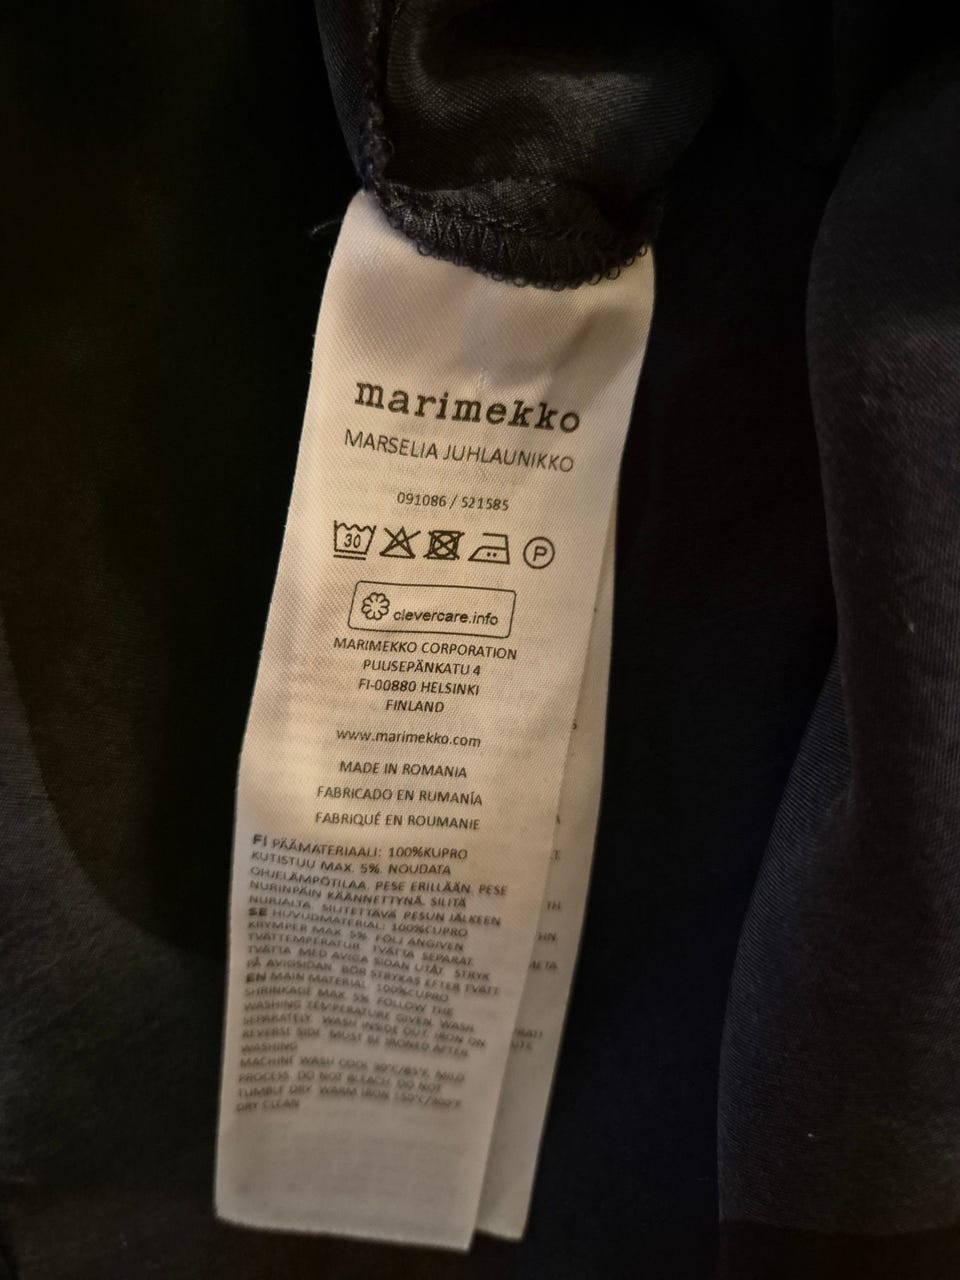 marimekko
MARSELIA JUHLAUNIKKO
091086 / 521585
30
P
clevercare.info
MARIMEKKO CORPORATION
PUUSEPÄNKATU 4
FI-00880 HELSINKI
FINLAND
www.marimekko.com
MADE IN ROMANIA
FABRICADO EN RUMANÍA
FABRIQUÉ EN ROUMANIE
FI PÄÄMATERIAALI: 100%KUPRO
KUTISTUU MAX. 5%. NOUDATA
OHJELÄMPÖTILAA. PESE ERILLÄÄN. PESE
NURINPÄIN KÄÄNNETTYNÄ. SILITÄ
NURJALTA. SILITETTÄVÄ PESUN JÄLKEEN
SE HUVUDMATERIAL: 100%CUPRO
KRYMPER MAX. 5%. FÖLJ ANGIVEN
TVÄTTEMPERATUR. TVÄTTA SEPARAT.
TVÄTTA MED AVIGA SIDAN UTÅT. STRYK
PÅ AVIGSIDAN. BÖR STRYKAS EFTER TVÄTT
EN MAIN MATERIAL: 100%CUPRO
SHRINKAGE MAX. 5%. FOLLOW THE
WASHING TEMPERATURE GIVEN. WASH
SEPARATELY. WASH INSIDE OUT. IRON ON
REVERSE SIDE. MUST BE IRONED AFTER
WASHING
MACHINE WASH COOL 30°C/85°F, MILD
PROCESS. DO NOT BLEACH. DO NOT
TUMBLE DRY. WARM IRON 150°C/300°F.
DRY CLEAN